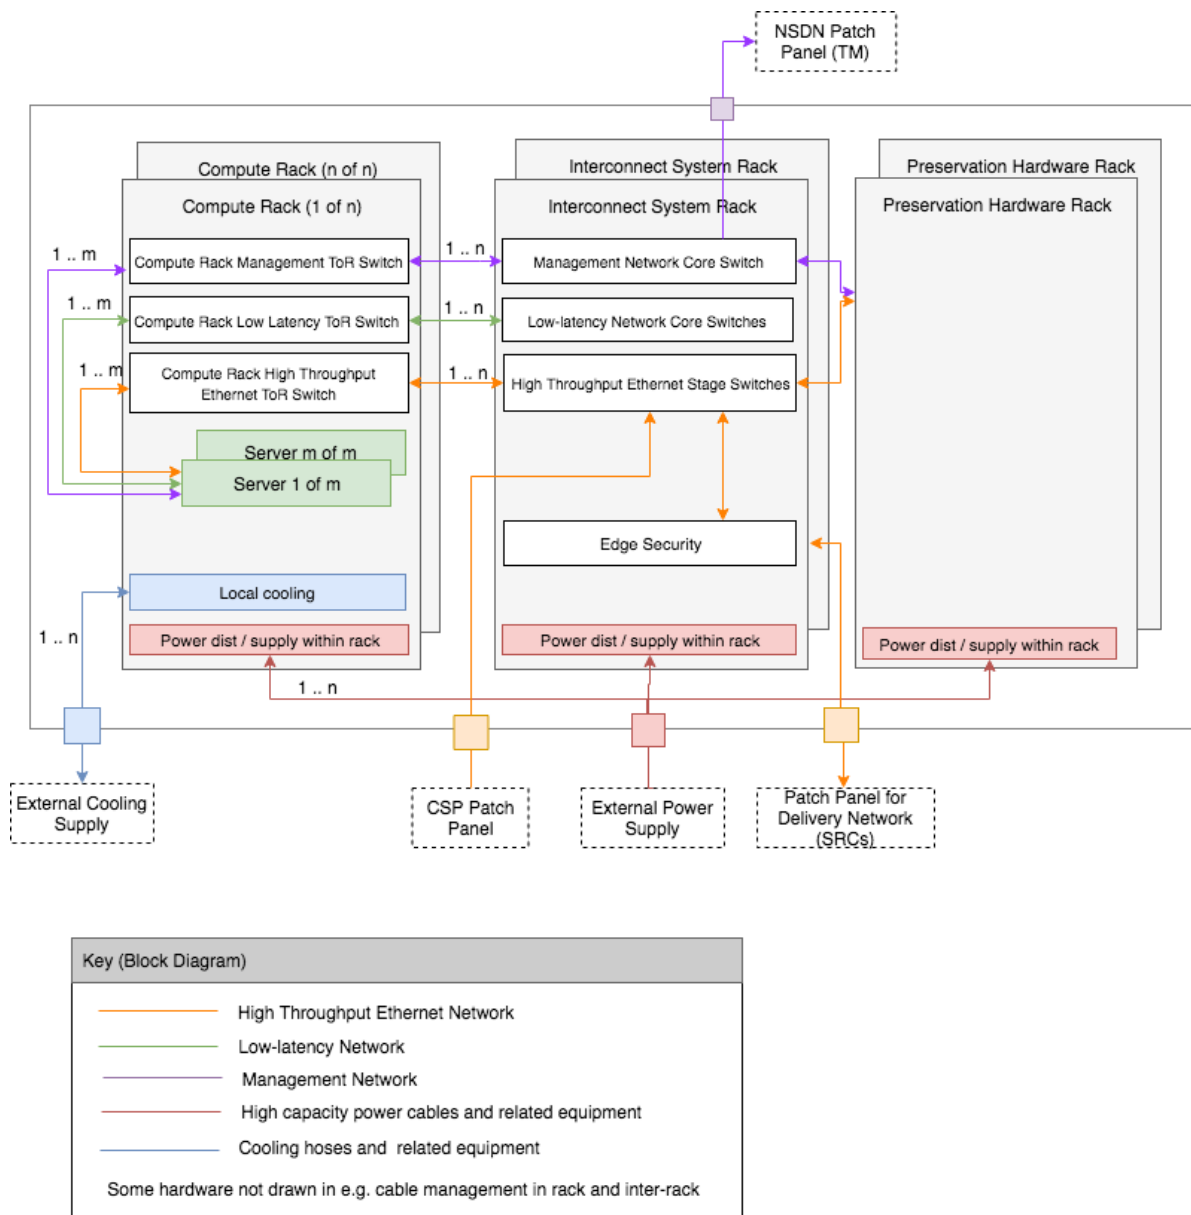 NSDN Patch
Panel (TM)
Compute Rack (n of n)
Interconnect System Rack
Preservation Hardware Rack
Compute Rack (1 of n)
Interconnect System Rack
Preservation Hardware Rack
1 .. m
Compute Rack Management ToR Switch
1 .. n
Management Network Core Switch
1 .. m
Compute Rack Low Latency ToR Switch
1 .. n
Low-latency Network Core Switches
1 .. m
Compute Rack High Throughput
Ethernet ToR Switch
1 .. n
High Throughput Ethernet Stage Switches
Server m of m
Server 1 of m
Edge Security
Local cooling
1 .. n
Power dist / supply within rack
Power dist / supply within rack
Power dist / supply within rack
1 .. n
External Cooling
Supply
CSP Patch
Panel
External Power
Supply
Patch Panel for
Delivery Network
(SRCs)
Key (Block Diagram)
High Throughput Ethernet Network
Low-latency Network
Management Network
High capacity power cables and related equipment
Cooling hoses and related equipment
Some hardware not drawn in e.g. cable management in rack and inter-rack